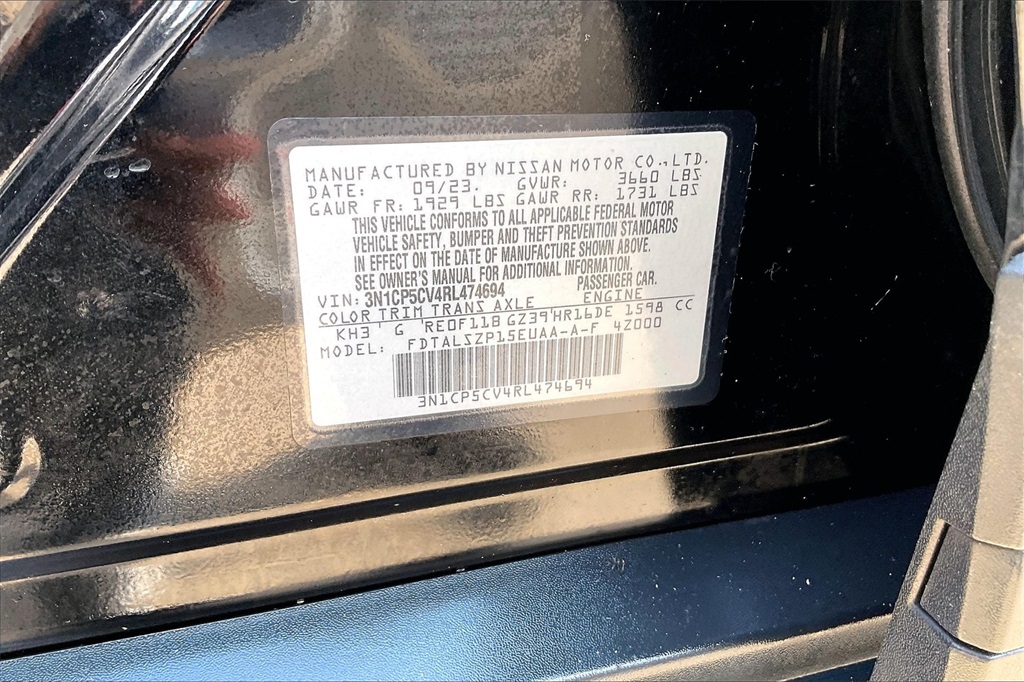 MANUFACTURED BY NISSAN MOTOR CO.,LTD.
DATE: 09/23. GVWR: 3660 LBS
GAWR FR: 1929 LBS GAWR RR: 1731 LBS
THIS VEHICLE CONFORMS TO ALL APPLICABLE FEDERAL MOTOR
VEHICLE SAFETY, BUMPER AND THEFT PREVENTION STANDARDS
IN EFFECT ON THE DATE OF MANUFACTURE SHOWN ABOVE.
SEE OWNER'S MANUAL FOR ADDITIONAL INFORMATION.
VIN: 3N1CP5CV4RL474694 PASSENGER CAR.
COLOR TRIM TRANS AXLE ENGINE
KH3 ' G 'RE0F11B GZ39'HR16DE 1598 CC
MODEL: FDTALSZP15EUAA-A-F 4Z000
3N1CP5CV4RL474694